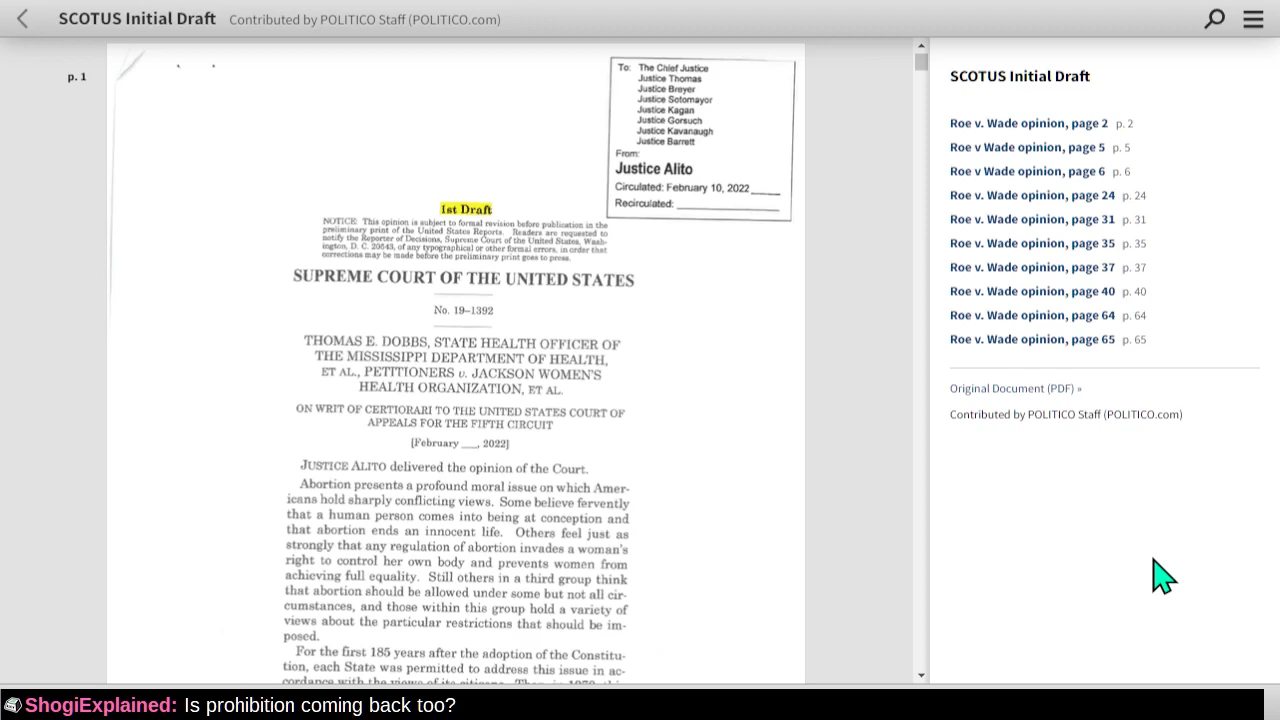 SCOTUS Initial Draft Contributed by POLITICO Staff (POLITICO.com)
p. 1
To: The Chief Justice
Justice Thomas
Justice Breyer
Justice Sotomayor
Justice Kagan
Justice Gorsuch
Justice Kavanaugh
Justice Barrett
From:
Justice Alito
Circulated: February 10, 2022_____
Recirculated: ___________________
1st Draft
NOTICE: This opinion is subject to formal revision before publication in the
preliminary print of the United States Reports. Readers are requested to
notify the Reporter of Decisions, Supreme Court of the United States, Wash-
ington, D. C. 20543, of any typographical or other formal errors, in order that
corrections may be made before the preliminary print goes to press.
SUPREME COURT OF THE UNITED STATES
No. 19–1392
THOMAS E. DOBBS, STATE HEALTH OFFICER OF
THE MISSISSIPPI DEPARTMENT OF HEALTH,
ET AL., PETITIONERS v. JACKSON WOMEN'S
HEALTH ORGANIZATION, ET AL.
ON WRIT OF CERTIORARI TO THE UNITED STATES COURT OF
APPEALS FOR THE FIFTH CIRCUIT
[February ___, 2022]
JUSTICE ALITO delivered the opinion of the Court.
Abortion presents a profound moral issue on which Amer-
icans hold sharply conflicting views. Some believe fervently
that a human person comes into being at conception and
that abortion ends an innocent life. Others feel just as
strongly that any regulation of abortion invades a woman's
right to control her own body and prevents women from
achieving full equality. Still others in a third group think
that abortion should be allowed under some but not all cir-
cumstances, and those within this group hold a variety of
views about the particular restrictions that should be im-
posed.
For the first 185 years after the adoption of the Constitu-
tion, each State was permitted to address this issue in ac-
cordance with the views of its citizens.
SCOTUS Initial Draft
Roe v. Wade opinion, page 2 p. 2
Roe v Wade opinion, page 5 p. 5
Roe v Wade opinion, page 6 p. 6
Roe v. Wade opinion, page 24 p. 24
Roe v. Wade opinion, page 31 p. 31
Roe v. Wade opinion, page 35 p. 35
Roe v. Wade opinion, page 37 p. 37
Roe v. Wade opinion, page 40 p. 40
Roe v. Wade opinion, page 64 p. 64
Roe v. Wade opinion, page 65 p. 65
Original Document (PDF) »
Contributed by POLITICO Staff (POLITICO.com)
ShogiExplained: Is prohibition coming back too?